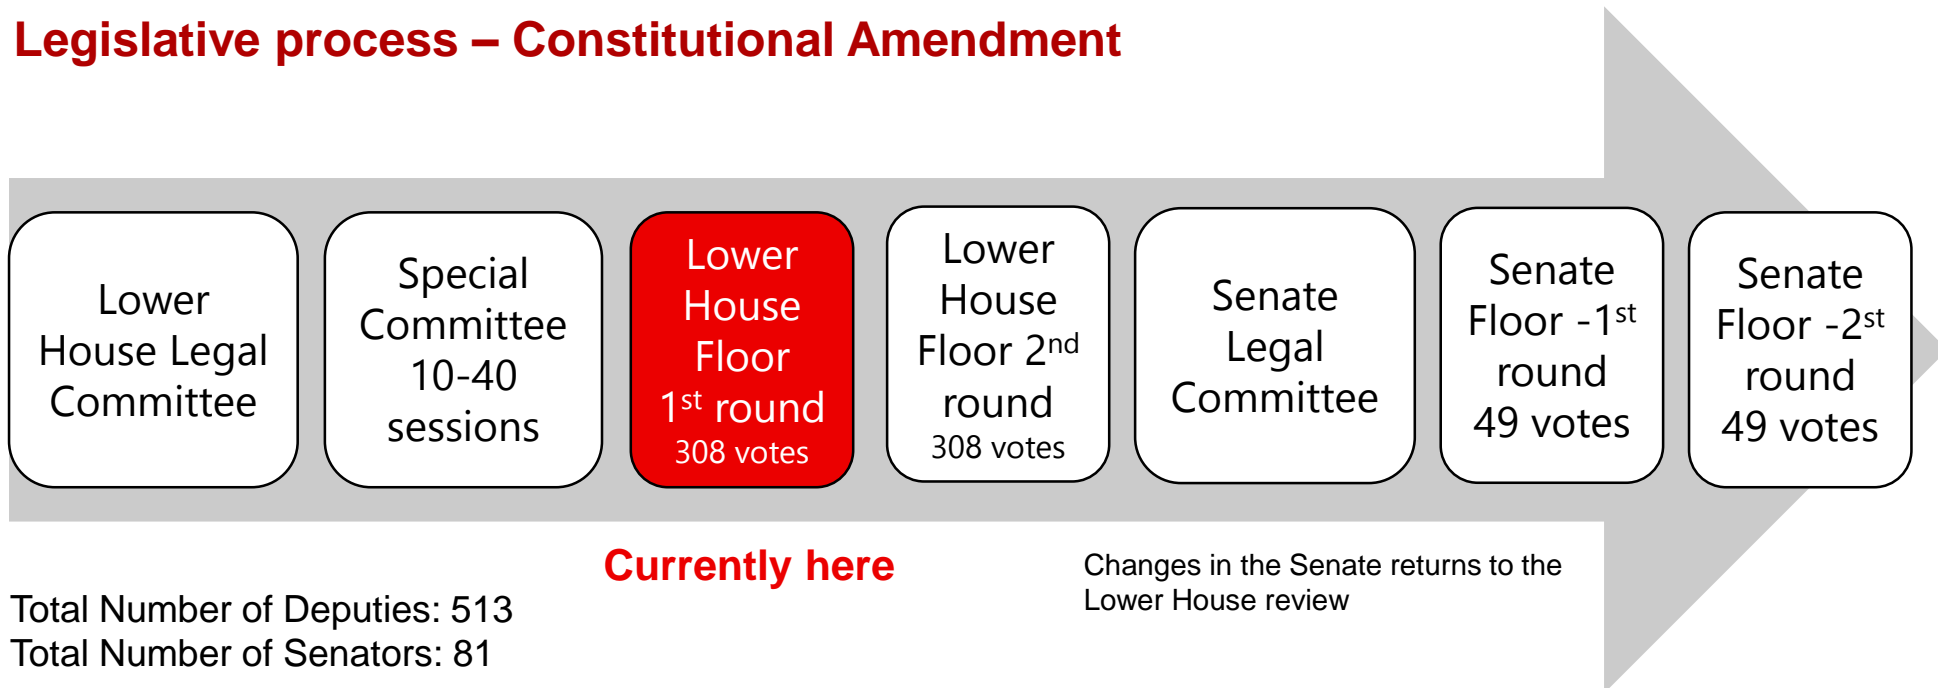 Legislative process – Constitutional Amendment
Lower
House Legal
Committee
Special
Committee
10-40
sessions
Lower
House
Floor
1st round
308 votes
Lower
House
Floor 2nd
round
308 votes
Senate
Legal
Committee
Senate
Floor -1st
round
49 votes
Senate
Floor -2st
round
49 votes
Currently here
Changes in the Senate returns to the
Lower House review
Total Number of Deputies: 513
Total Number of Senators: 81